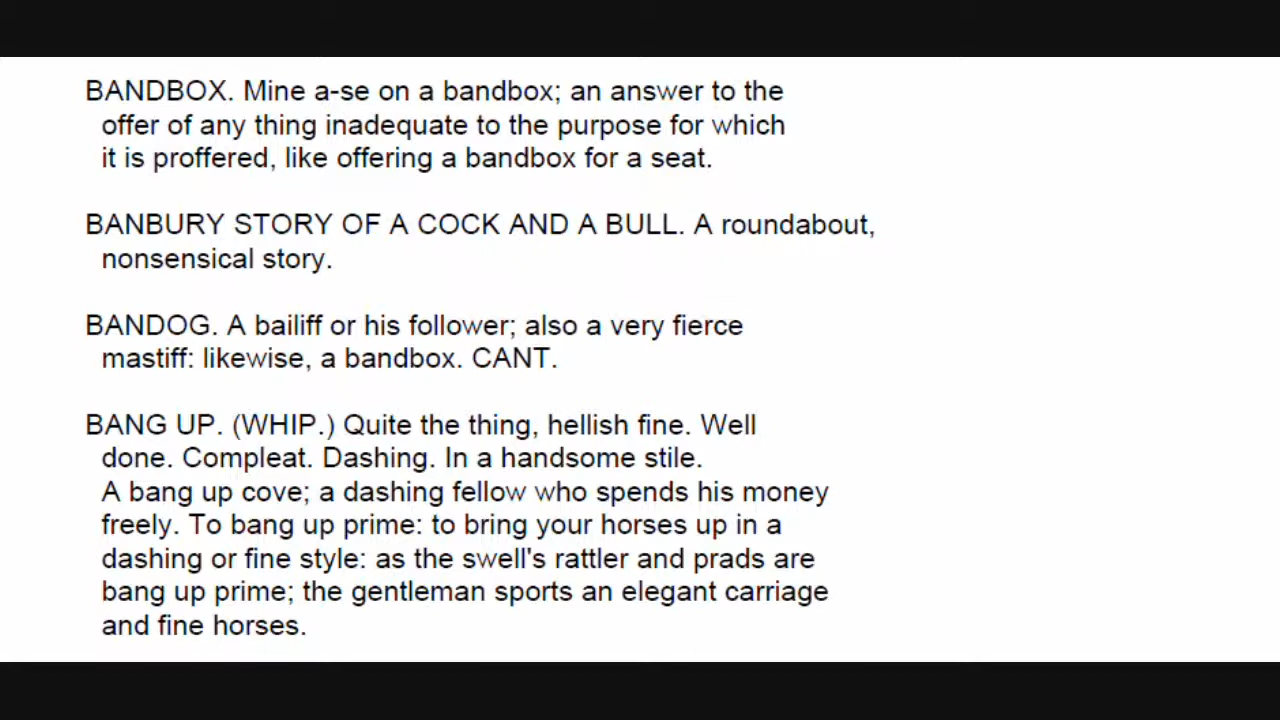 BANDBOX. Mine a-se on a bandbox; an answer to the
offer of any thing inadequate to the purpose for which
it is proffered, like offering a bandbox for a seat.
BANBURY STORY OF A COCK AND A BULL. A roundabout,
nonsensical story.
BANDOG. A bailiff or his follower; also a very fierce
mastiff: likewise, a bandbox. CANT.
BANG UP. (WHIP.) Quite the thing, hellish fine. Well
done. Compleat. Dashing. In a handsome stile.
A bang up cove; a dashing fellow who spends his money
freely. To bang up prime: to bring your horses up in a
dashing or fine style: as the swell's rattler and prads are
bang up prime; the gentleman sports an elegant carriage
and fine horses.